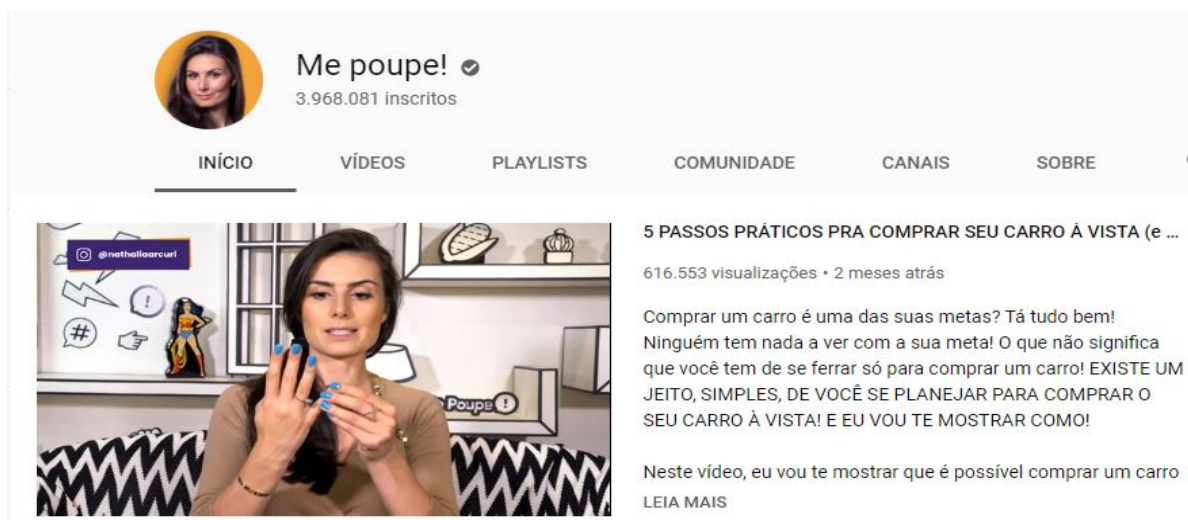 Me poupe!
3.968.081 inscritos
INÍCIO VÍDEOS PLAYLISTS COMUNIDADE CANAIS SOBRE
@nathaliaarcuri
!
#
Poupe!
5 PASSOS PRÁTICOS PRA COMPRAR SEU CARRO À VISTA (e ...
616.553 visualizações • 2 meses atrás
Comprar um carro é uma das suas metas? Tá tudo bem!
Ninguém tem nada a ver com a sua meta! O que não significa
que você tem de se ferrar só para comprar um carro! EXISTE UM
JEITO, SIMPLES, DE VOCÊ SE PLANEJAR PARA COMPRAR O
SEU CARRO À VISTA! E EU VOU TE MOSTRAR COMO!
Neste vídeo, eu vou te mostrar que é possível comprar um carro
LEIA MAIS